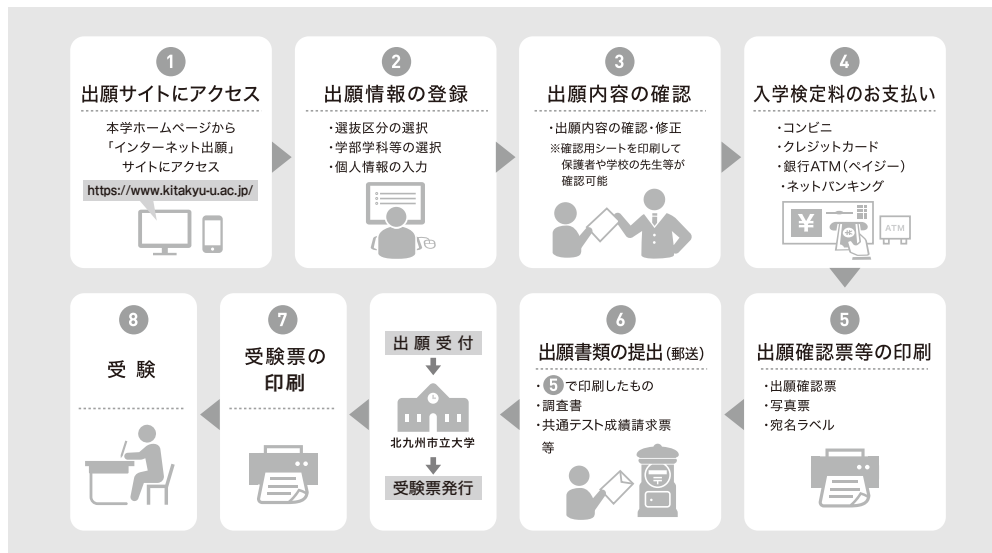 1
出願サイトにアクセス
本学ホームページから
「インターネット出願」
サイトにアクセス
https://www.kitakyu-u.ac.jp/
2
出願情報の登録
・選抜区分の選択
・学部学科等の選択
・個人情報の入力
3
出願内容の確認
・出願内容の確認・修正
※確認用シートを印刷して
保護者や学校の先生等が
確認可能
4
入学検定料のお支払い
・コンビニ
・クレジットカード
・銀行ATM（ペイジー）
・ネットバンキング
¥
¥
ATM
5
出願確認票等の印刷
・出願確認票
・写真票
・宛名ラベル
6
出願書類の提出（郵送）
・5で印刷したもの
・調査書
・共通テスト成績請求票
等
〒
出願受付
北九州市立大学
受験票発行
7
受験票の
印刷
8
受験